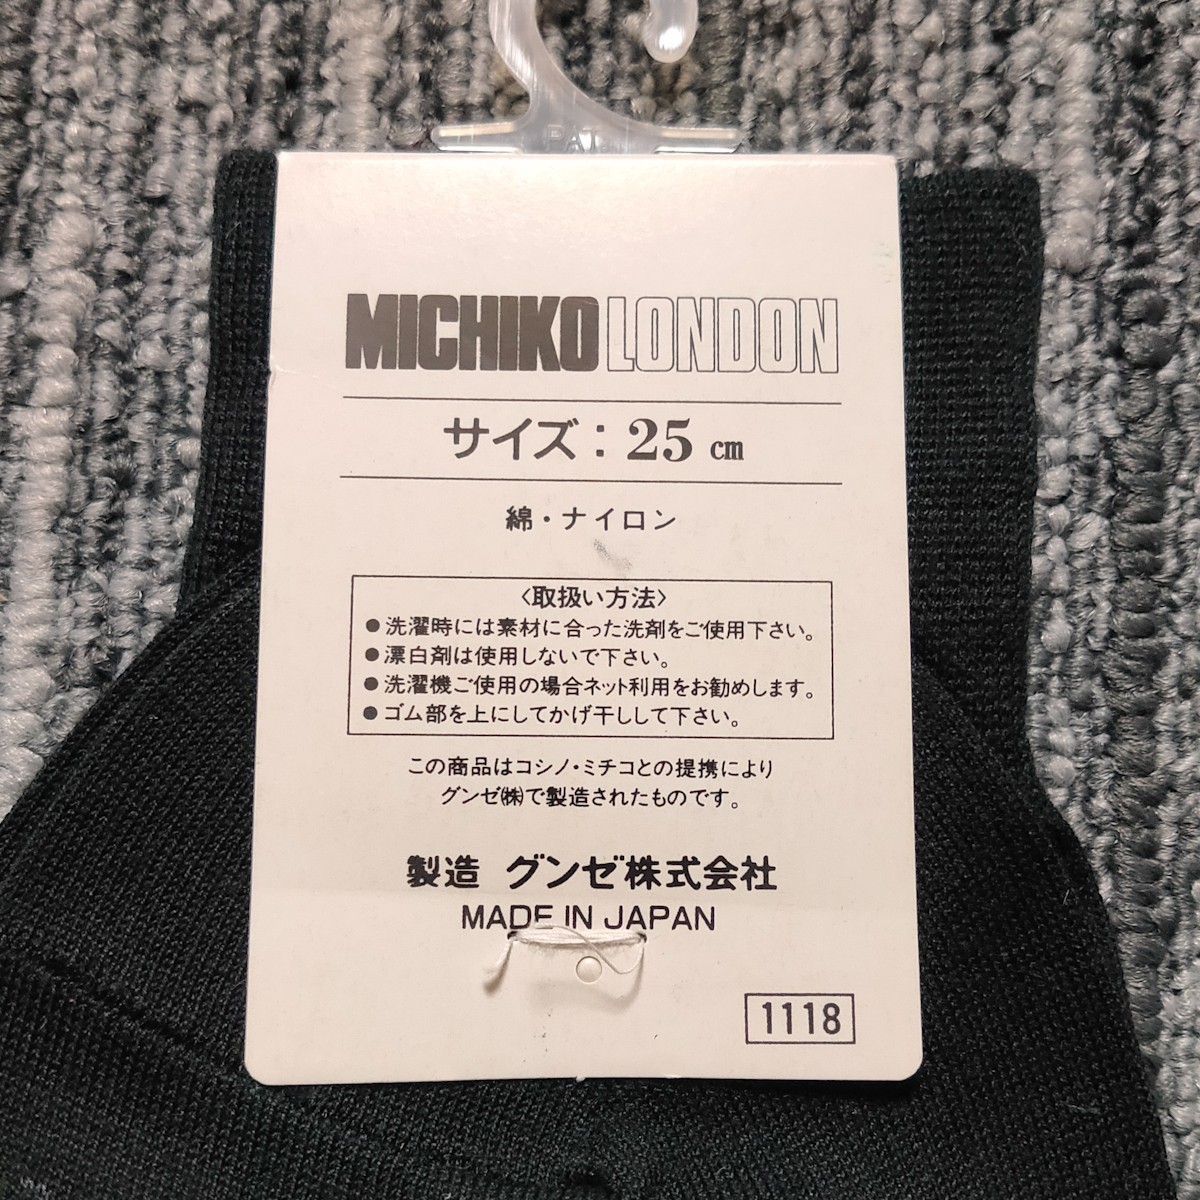 MICHIKO LONDON
サイズ：25 ㎝
綿・ナイロン
〈取扱い方法〉
●洗濯時には素材に合った洗剤をご使用下さい。
●漂白剤は使用しないで下さい。
●洗濯機ご使用の場合ネット利用をお勧めします。
●ゴム部を上にしてかげ干しして下さい。
この商品はコシノ・ミチコとの提携により
グンゼ㈱で製造されたものです。
製造 グンゼ株式会社
MADE IN JAPAN
1118